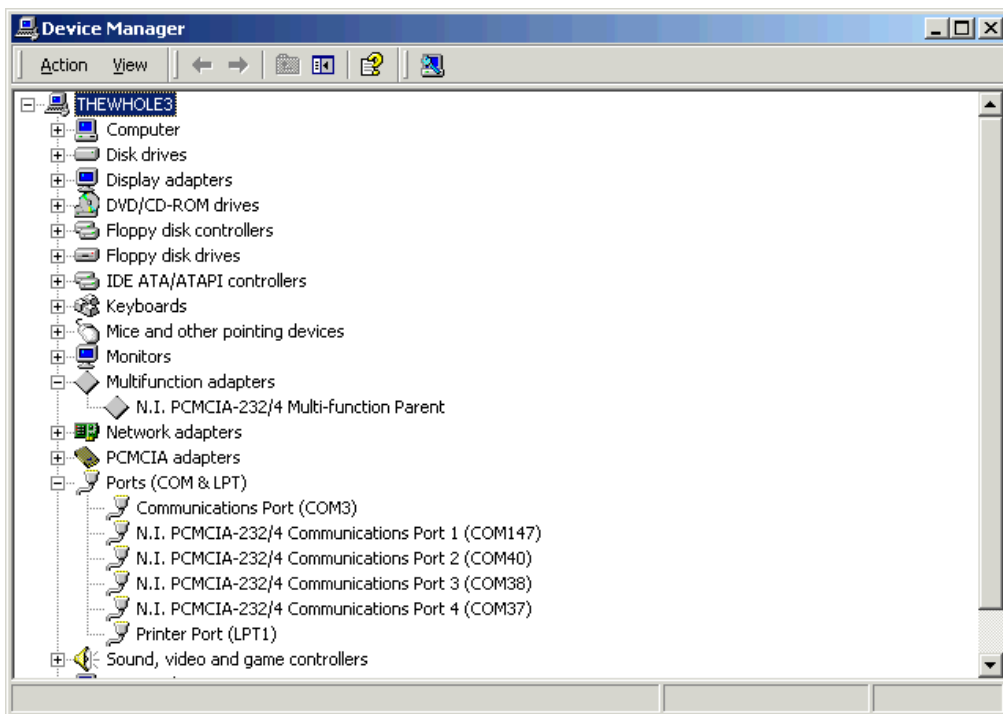 Device Manager
Action View
THEWHOLE3
Computer
Disk drives
Display adapters
DVD/CD-ROM drives
Floppy disk controllers
Floppy disk drives
IDE ATA/ATAPI controllers
Keyboards
Mice and other pointing devices
Monitors
Multifunction adapters
N.I. PCMCIA-232/4 Multi-function Parent
Network adapters
PCMCIA adapters
Ports (COM & LPT)
Communications Port (COM3)
N.I. PCMCIA-232/4 Communications Port 1 (COM147)
N.I. PCMCIA-232/4 Communications Port 2 (COM40)
N.I. PCMCIA-232/4 Communications Port 3 (COM38)
N.I. PCMCIA-232/4 Communications Port 4 (COM37)
Printer Port (LPT1)
Sound, video and game controllers